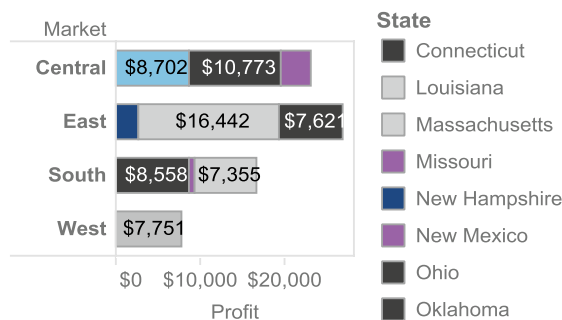 Market
Central $8,702 $10,773
East $16,442 $7,621
South $8,558 $7,355
West $7,751
$0 $10,000 $20,000
Profit
State
Connecticut
Louisiana
Massachusetts
Missouri
New Hampshire
New Mexico
Ohio
Oklahoma